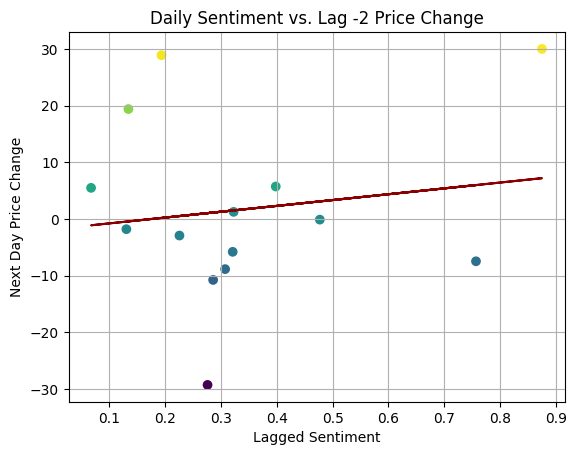 Daily Sentiment vs. Lag -2 Price Change
30
20
10
0
−10
−20
−30
Next Day Price Change
0.1 0.2 0.3 0.4 0.5 0.6 0.7 0.8 0.9
Lagged Sentiment